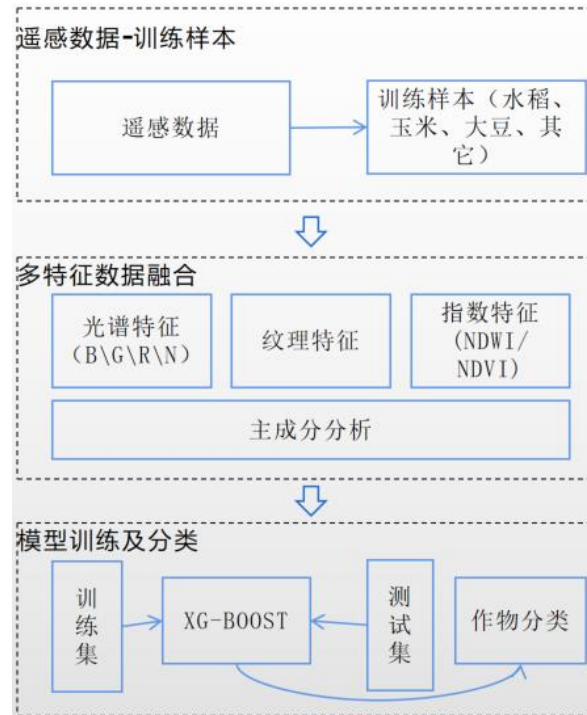 遥感数据-训练样本
遥感数据
训练样本（水稻、
玉米、大豆、其
它）
多特征数据融合
光谱特征
（B\G\R\N）
纹理特征
指数特征
(NDWI/
NDVI)
主成分分析
模型训练及分类
训
练
集
XG-BOOST
测
试
集
作物分类